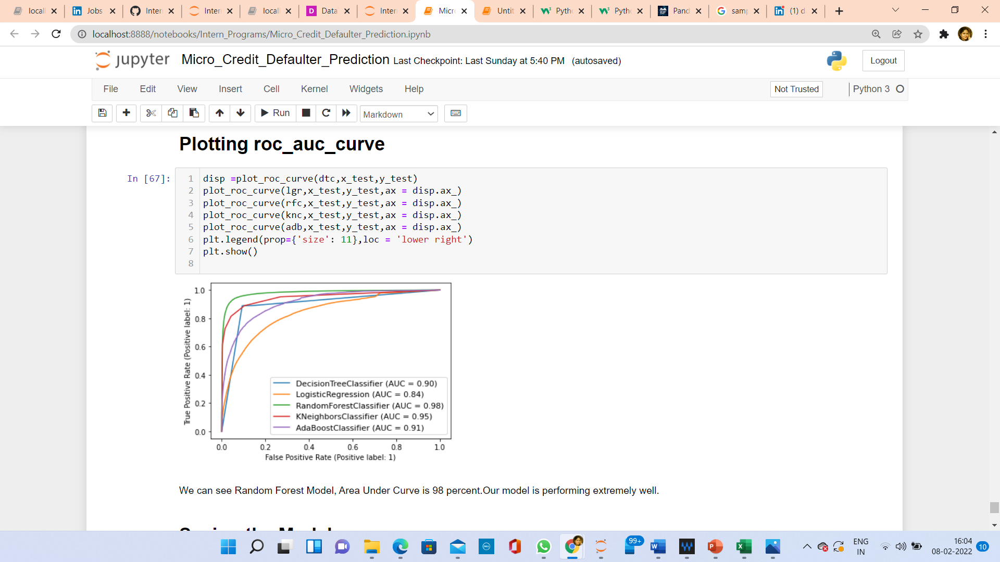 locall
Jobs
Inter
Inter
locall
D
Data
Inter
Micro
Untit
Pytho
Pytho
Pand
samp
(1) d
localhost:8888/notebooks/Intern_Programs/Micro_Credit_Defaulter_Prediction.ipynb
jupyter Micro_Credit_Defaulter_Prediction Last Checkpoint: Last Sunday at 5:40 PM (autosaved)
Logout
File Edit View Insert Cell Kernel Widgets Help
Not Trusted
Python 3
Run
Markdown
Plotting roc_auc_curve
In [67]:
1 disp =plot_roc_curve(dtc,x_test,y_test)
2 plot_roc_curve(lgr,x_test,y_test,ax = disp.ax_)
3 plot_roc_curve(rfc,x_test,y_test,ax = disp.ax_)
4 plot_roc_curve(knc,x_test,y_test,ax = disp.ax_)
5 plot_roc_curve(adb,x_test,y_test,ax = disp.ax_)
6 plt.legend(prop={'size': 11},loc = 'lower right')
7 plt.show()
8
True Positive Rate (Positive label: 1)
1.0
0.8
0.6
0.4
0.2
0.0
DecisionTreeClassifier (AUC = 0.90)
LogisticRegression (AUC = 0.84)
RandomForestClassifier (AUC = 0.98)
KNeighborsClassifier (AUC = 0.95)
AdaBoostClassifier (AUC = 0.91)
0.0 0.2 0.4 0.6 0.8 1.0
False Positive Rate (Positive label: 1)
We can see Random Forest Model, Area Under Curve is 98 percent.Our model is performing extremely well.
Saving the Model
99+
ENG
IN
16:04
08-02-2022
10